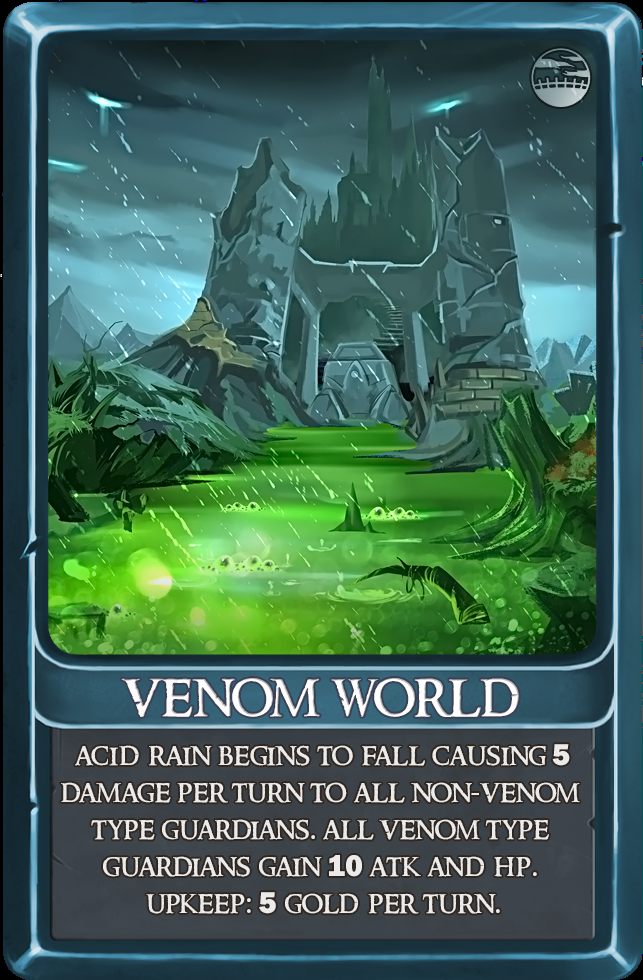 VENOM WORLD
ACID RAIN BEGINS TO FALL CAUSING 5
DAMAGE PER TURN TO ALL NON-VENOM
TYPE GUARDIANS. ALL VENOM TYPE
GUARDIANS GAIN 10 ATK AND HP.
UPKEEP: 5 GOLD PER TURN.